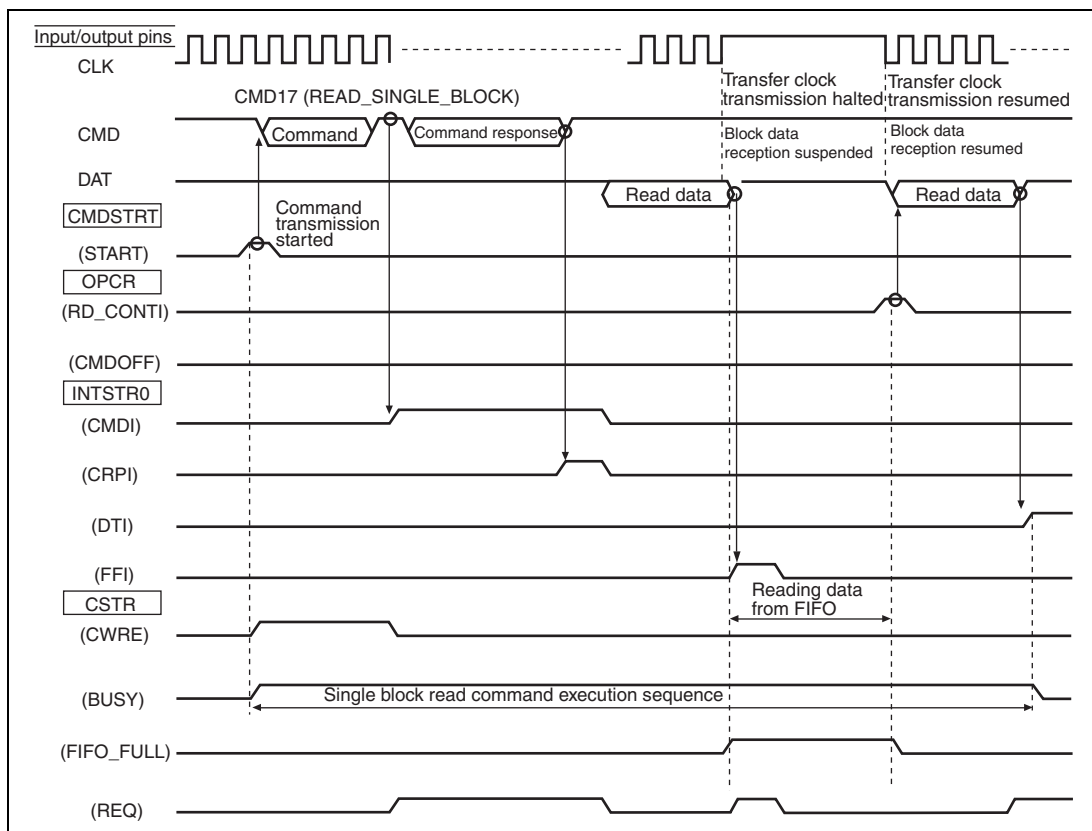 Input/output pins
CLK
Transfer clock
transmission halted
Transfer clock
transmission resumed
CMD17 (READ_SINGLE_BLOCK)
CMD
Command
Command response
Block data
reception suspended
Block data
reception resumed
DAT
Read data
Read data
CMDSTRT
Command
transmission
started
(START)
OPCR
(RD_CONTI)
(CMDOFF)
INTSTR0
(CMDI)
(CRPI)
(DTI)
(FFI)
Reading data
from FIFO
CSTR
(CWRE)
(BUSY)
Single block read command execution sequence
(FIFO_FULL)
(REQ)